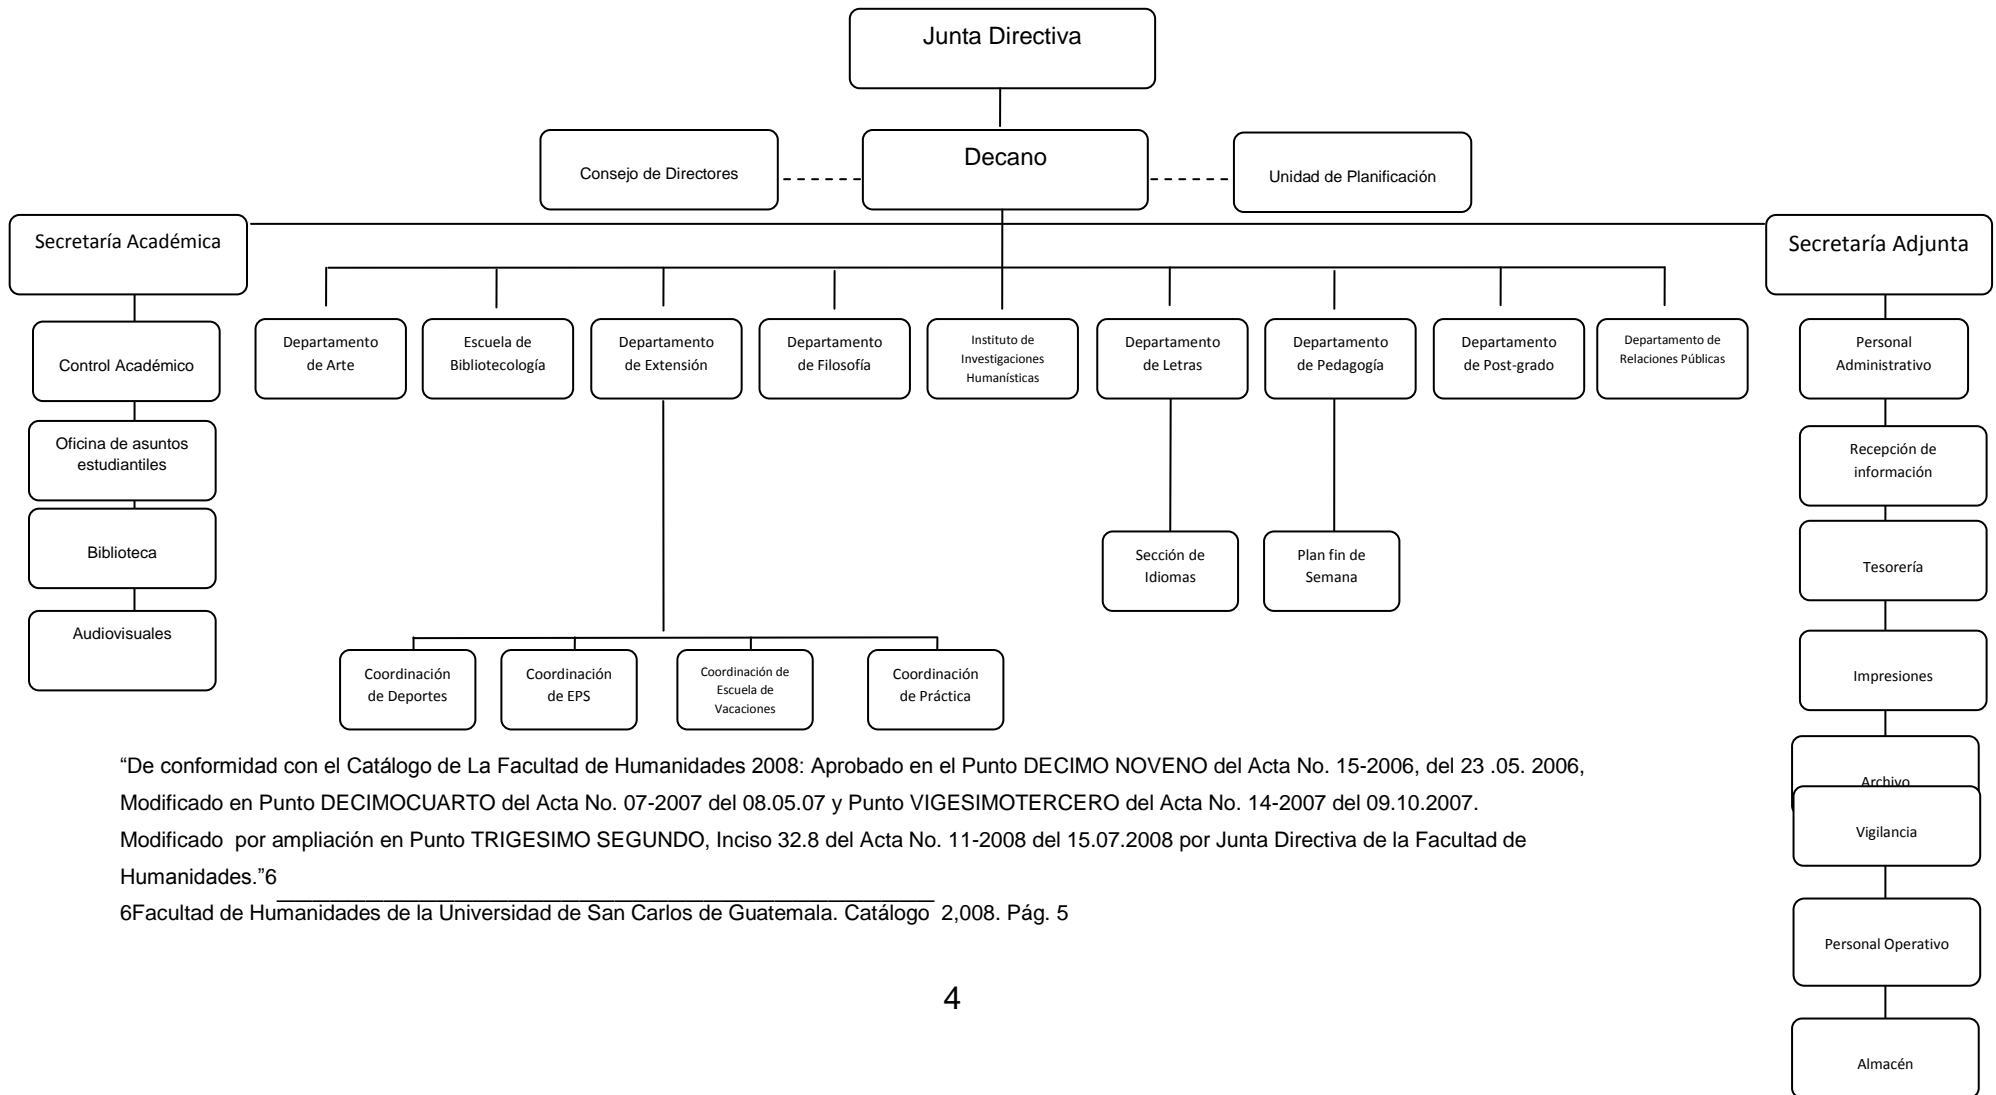 Junta Directiva
Decano
Consejo de Directores
Unidad de Planificación
Secretaría Académica
Secretaría Adjunta
Control Académico
Oficina de asuntos
estudiantiles
Biblioteca
Audiovisuales
Departamento
de Arte
Escuela de
Bibliotecología
Departamento
de Extensión
Departamento
de Filosofía
Instituto de
Investigaciones
Humanísticas
Departamento
de Letras
Departamento
de Pedagogía
Departamento
de Post-grado
Departamento de
Relaciones Públicas
Sección de
Idiomas
Plan fin de
Semana
Coordinación
de Deportes
Coordinación
de EPS
Coordinación de
Escuela de
Vacaciones
Coordinación
de Práctica
Personal
Administrativo
Recepción de
información
Tesorería
Impresiones
Archivo
Vigilancia
Personal Operativo
Almacén
“De conformidad con el Catálogo de La Facultad de Humanidades 2008: Aprobado en el Punto DECIMO NOVENO del Acta No. 15-2006, del 23 .05. 2006,
Modificado en Punto DECIMOCUARTO del Acta No. 07-2007 del 08.05.07 y Punto VIGESIMOTERCERO del Acta No. 14-2007 del 09.10.2007.
Modificado por ampliación en Punto TRIGESIMO SEGUNDO, Inciso 32.8 del Acta No. 11-2008 del 15.07.2008 por Junta Directiva de la Facultad de
Humanidades.”6
6Facultad de Humanidades de la Universidad de San Carlos de Guatemala. Catálogo 2,008. Pág. 5
4